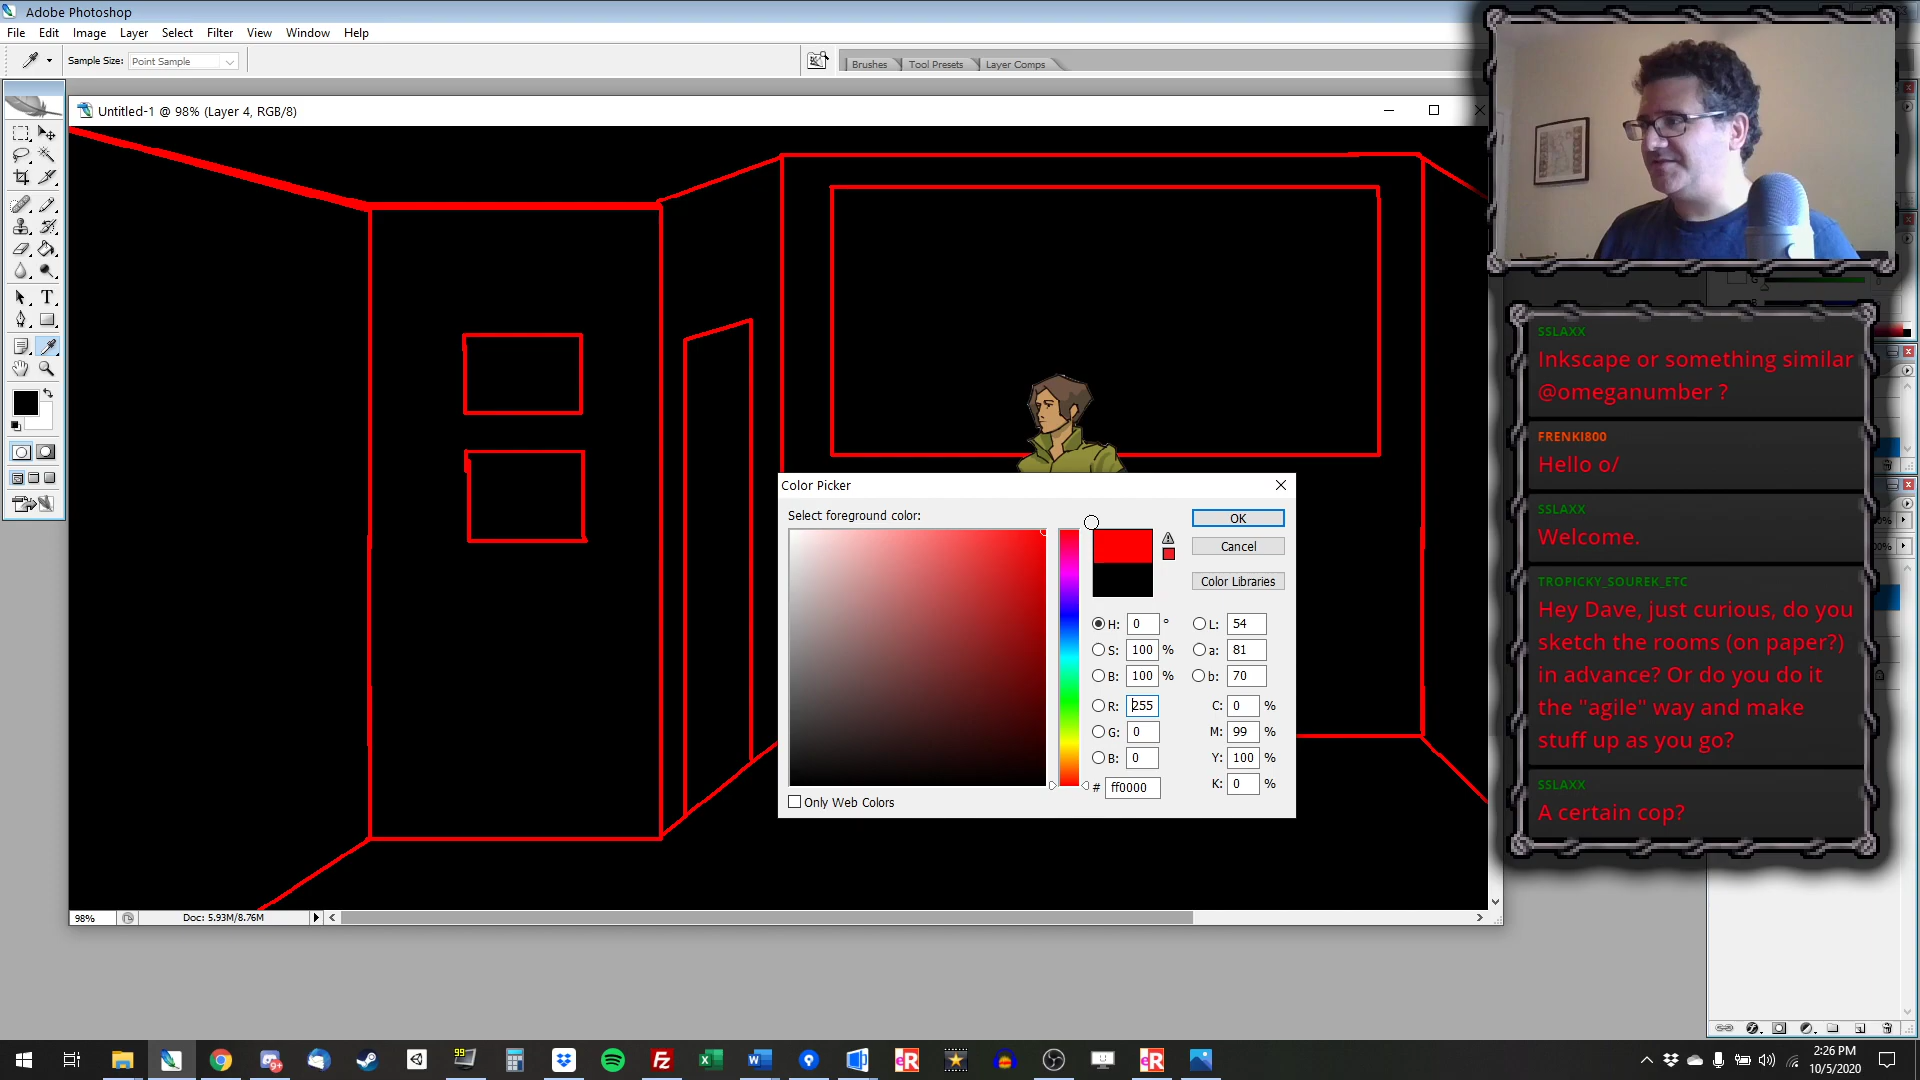 Adobe Photoshop
File Edit Image Layer Select Filter View Window Help
Sample Size: Point Sample
Brushes Tool Presets Layer Comps
Untitled-1 @ 98% (Layer 4, RGB/8)
Color Picker
Select foreground color:
OK
Cancel
Color Libraries
H: 0 ° L: 54
S: 100 % a: 81
B: 100 % b: 70
R: 255 C: 0 %
G: 0 M: 99 %
B: 0 Y: 100 %
# ff0000 K: 0 %
Only Web Colors
98% Doc: 5.93M/8.76M
SSLAXX
Inkscape or something similar
@omeganumber ?
FRENKI800
Hello o/
SSLAXX
Welcome.
TROPICKY_SOUREK_ETC
Hey Dave, just curious, do you
sketch the rooms (on paper?)
in advance? Or do you do it
the "agile" way and make
stuff up as you go?
SSLAXX
A certain cop?
2:26 PM
10/5/2020